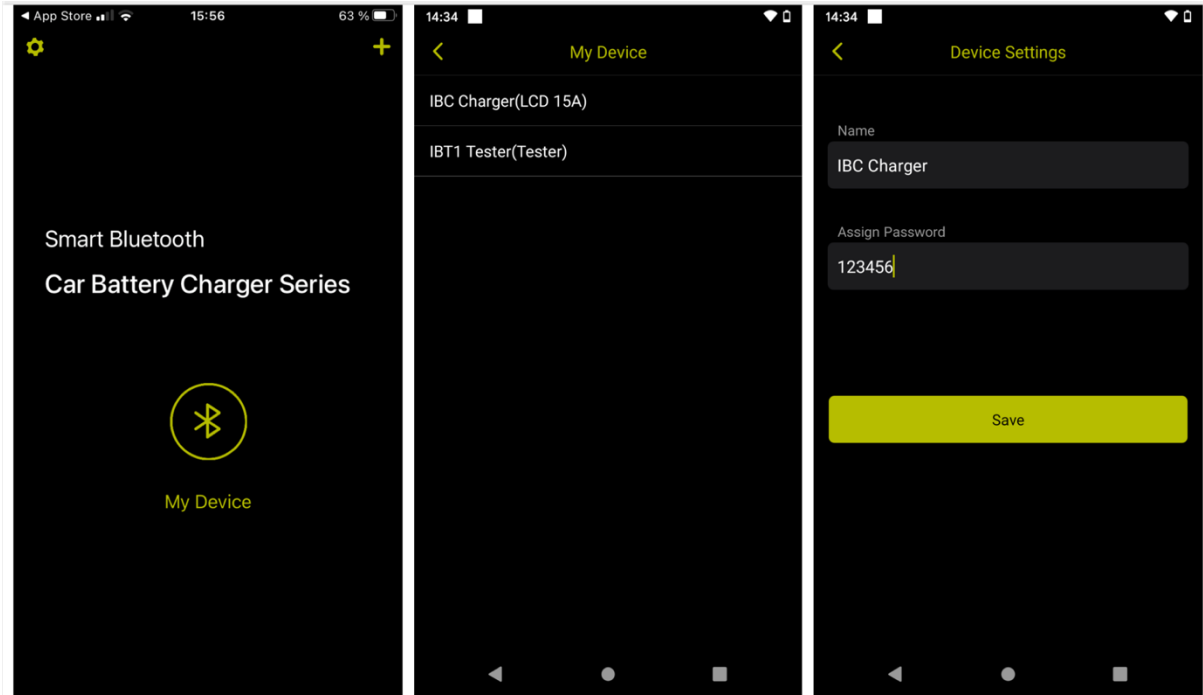 App Store 15:56 63 %
Smart Bluetooth
Car Battery Charger Series
My Device
14:34
My Device
IBC Charger(LCD 15A)
IBT1 Tester(Tester)
14:34
Device Settings
Name
IBC Charger
Assign Password
123456
Save